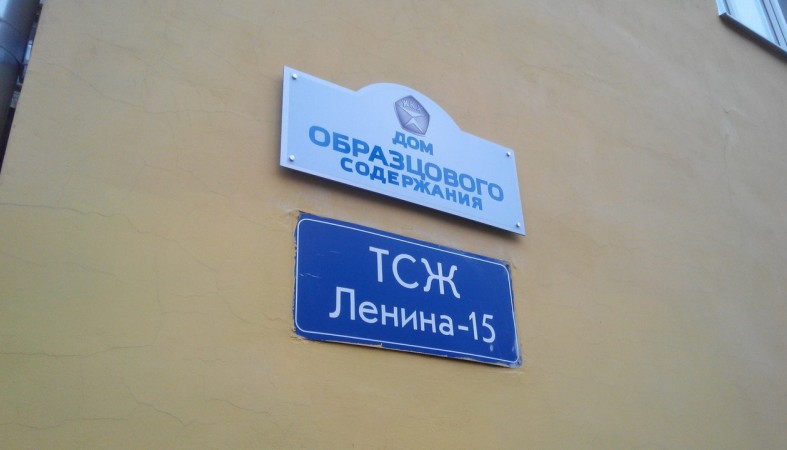 ДОМ
ОБРАЗЦОВОГО
СОДЕРЖАНИЯ
ТСЖ
Ленина-15